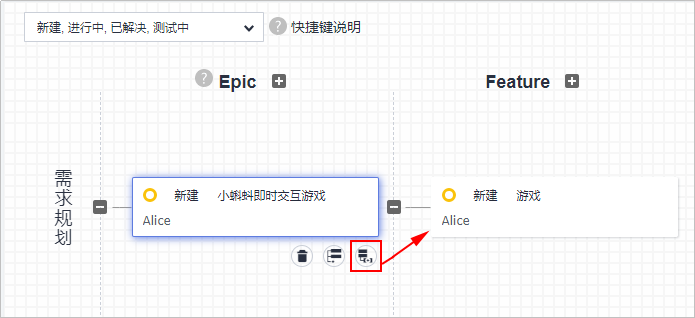 新建, 进行中, 已解决, 测试中
? 快捷键说明
? Epic
Feature
需求规划
新建 小蝌蚪即时交互游戏
Alice
新建 游戏
Alice